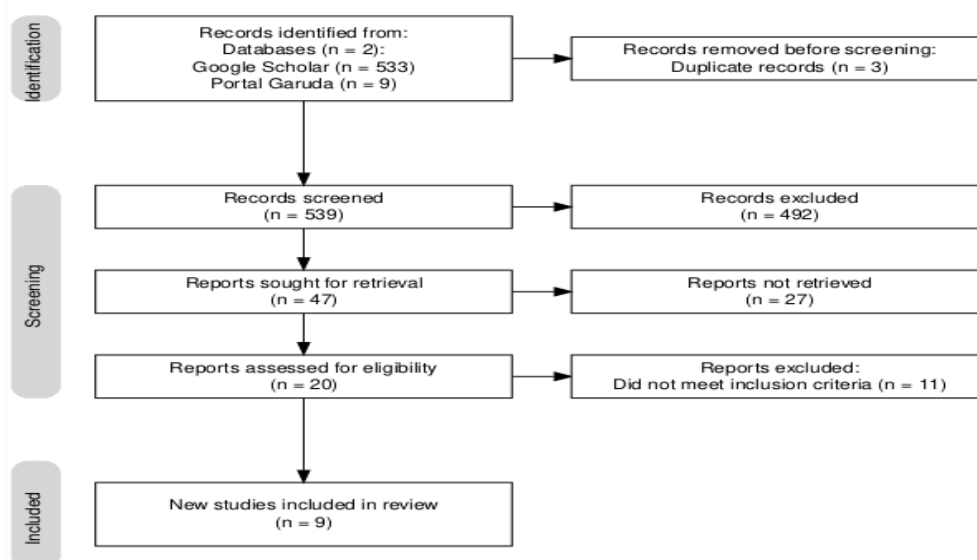 Identification
Records identified from:
Databases (n = 2):
Google Scholar (n = 533)
Portal Garuda (n = 9)
Records removed before screening:
Duplicate records (n = 3)
Screening
Records screened
(n = 539)
Records excluded
(n = 492)
Reports sought for retrieval
(n = 47)
Reports not retrieved
(n = 27)
Reports assessed for eligibility
(n = 20)
Reports excluded:
Did not meet inclusion criteria (n = 11)
Included
New studies included in review
(n = 9)